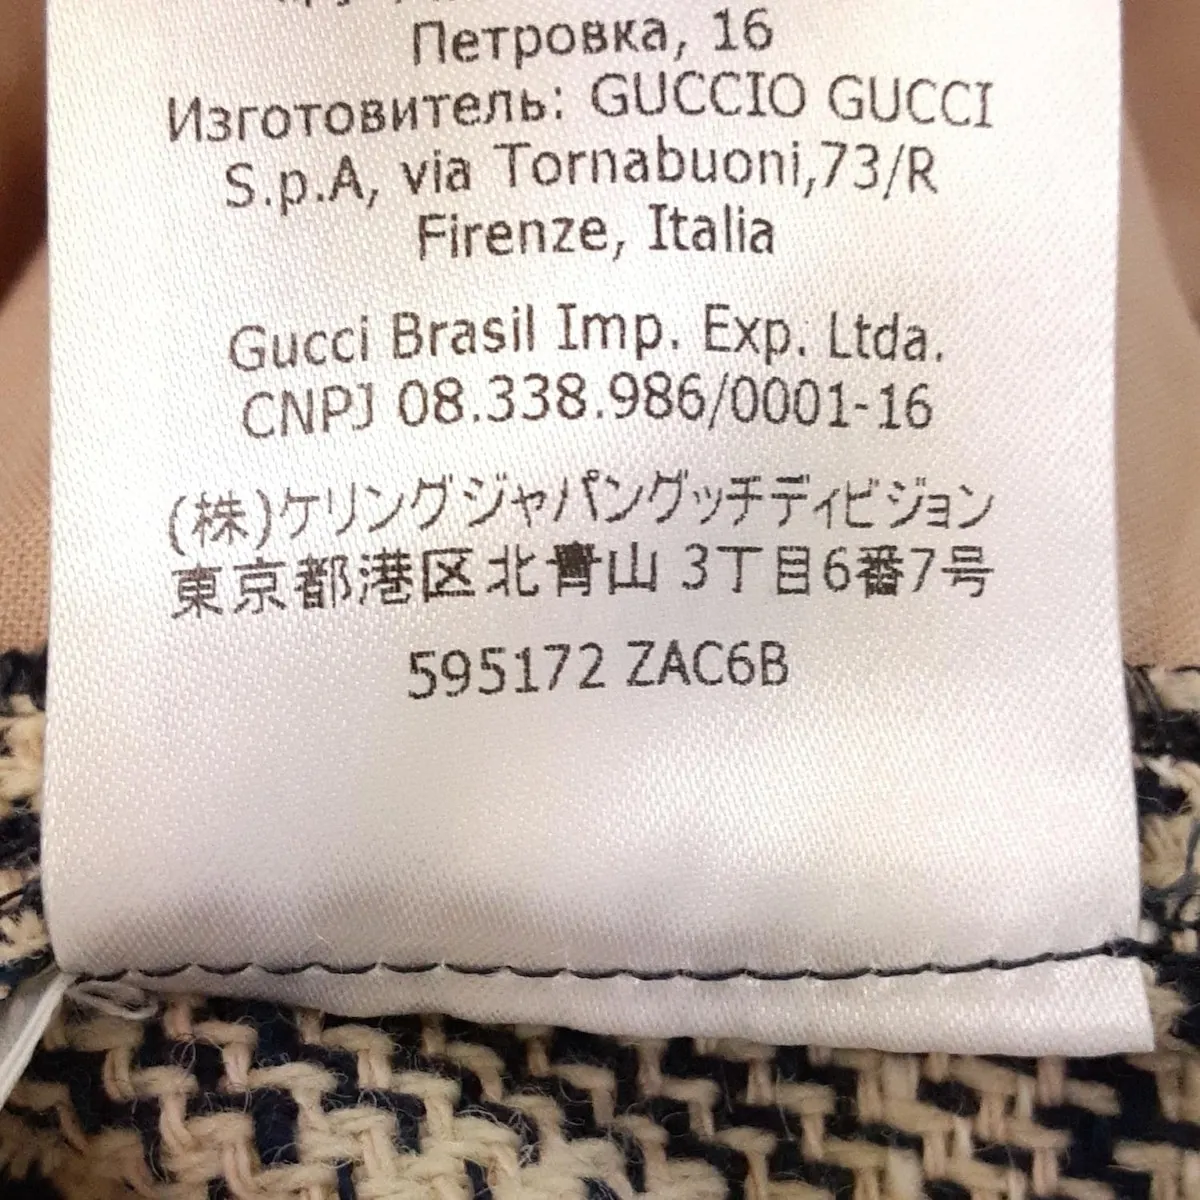 Петровка, 16
Изготовитель: GUCCIO GUCCI
S.p.A, via Tornabuoni,73/R
Firenze, Italia
Gucci Brasil Imp. Exp. Ltda.
CNPJ 08.338.986/0001-16
(株)ケリングジャパングッチディビジョン
東京都港区北青山 3丁目6番7号
595172 ZAC6B